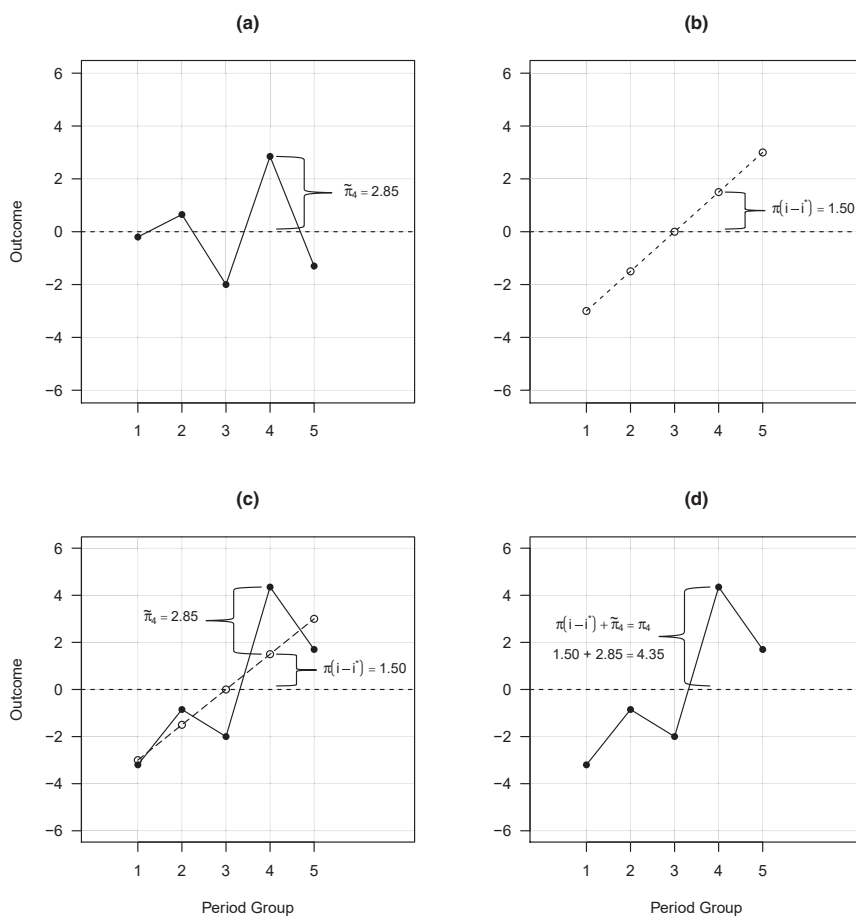 (a)
6
4
2
0
−2
−4
−6
Outcome
π̃₄ = 2.85
1 2 3 4 5
(b)
6
4
2
0
−2
−4
−6
π(i − i*) = 1.50
1 2 3 4 5
(c)
6
4
2
0
−2
−4
−6
Outcome
π̃₄ = 2.85
π(i − i*) = 1.50
1 2 3 4 5
Period Group
(d)
6
4
2
0
−2
−4
−6
π(i − i*) + π̃₄ = π₄
1.50 + 2.85 = 4.35
1 2 3 4 5
Period Group